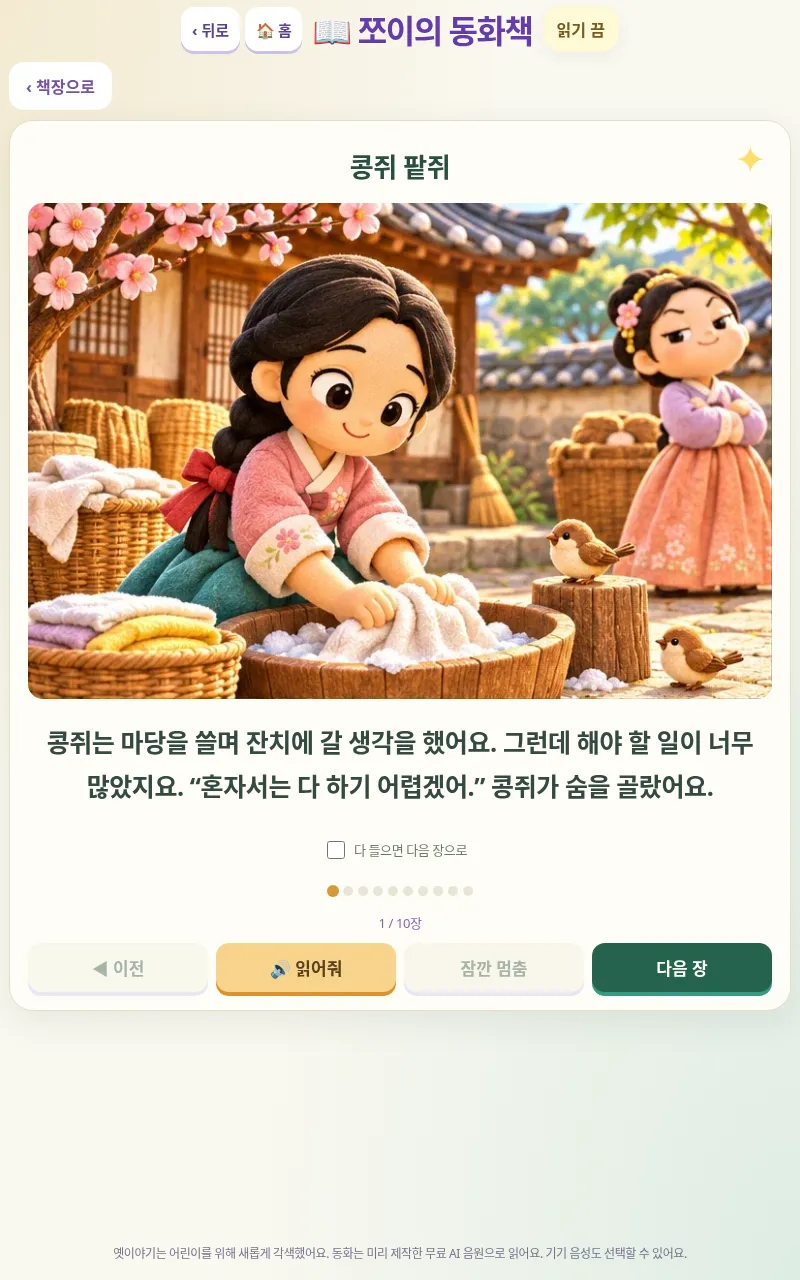 ‹ 뒤로
🏠 홈
📖 쪼이의 동화책
읽기 끝
‹ 책장으로
콩쥐 팥쥐
콩쥐는 마당을 쓸며 잔치에 갈 생각을 했어요. 그런데 해야 할 일이 너무
많았지요. “혼자서는 다 하기 어렵겠어.” 콩쥐가 숨을 골랐어요.
다 들으면 다음 장으로
1 / 10장
◀ 이전
🔊 읽어줘
잠깐 멈춤
다음 장
옛이야기는 어린이를 위해 새롭게 각색했어요. 동화는 미리 제작한 무료 AI 음원으로 읽어요. 기기 음성도 선택할 수 있어요.